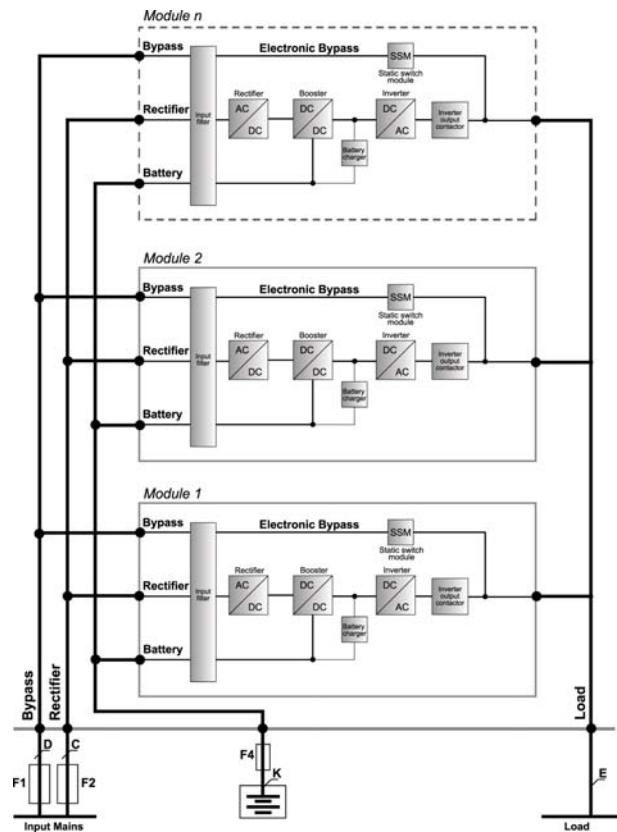 Module n
Bypass
Electronic Bypass
SSM
Static switch
module
Rectifier
Rectifier
Booster
Inverter
Input
filter
AC
DC
DC
DC
DC
AC
Inverter
output
contactor
Battery
charger
Battery
Module 2
Bypass
Electronic Bypass
SSM
Static switch
module
Rectifier
Rectifier
Booster
Inverter
Input
filter
AC
DC
DC
DC
DC
AC
Inverter
output
contactor
Battery
charger
Battery
Module 1
Bypass
Electronic Bypass
SSM
Static switch
module
Rectifier
Rectifier
Booster
Inverter
Input
filter
AC
DC
DC
DC
DC
AC
Inverter
output
contactor
Battery
charger
Battery
Bypass
Rectifier
Load
D
C
F4
K
E
F1
F2
Input Mains
Load